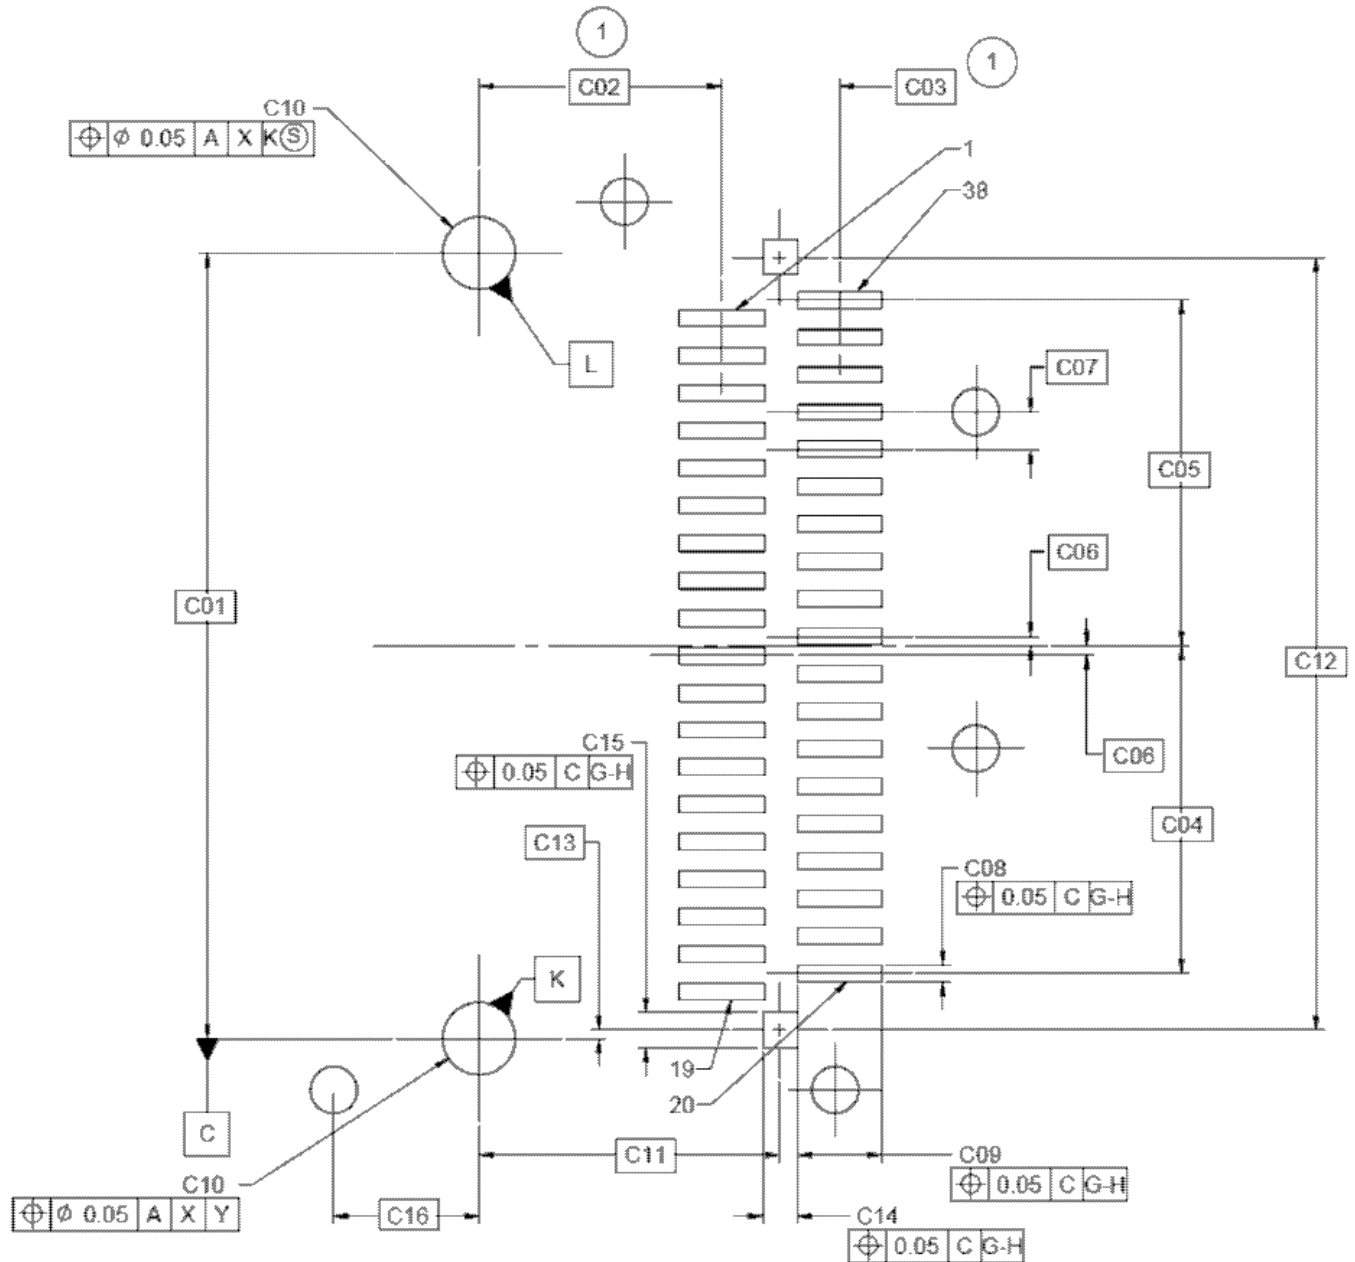 1
C02
C03
1
C10
⌖ ⌀ 0.05 A X KⓈ
1
38
L
C07
C05
C06
C01
C12
C15
⌖ 0.05 C G-H
C06
C13
C04
C08
⌖ 0.05 C G-H
K
19
20
C
C11
C09
⌖ 0.05 C G-H
C10
⌖ ⌀ 0.05 A X Y
C16
C14
⌖ 0.05 C G-H